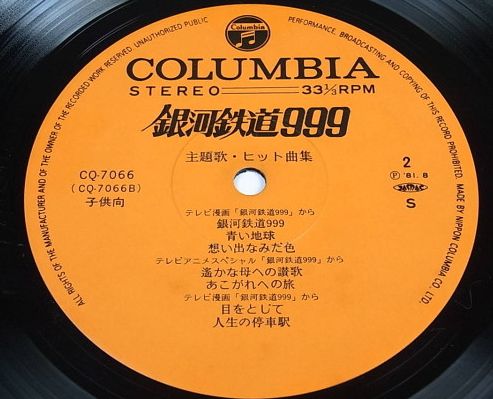 Columbia
COLUMBIA
STEREO 33⅓RPM
銀河鉄道999
主題歌・ヒット曲集
CQ-7066
(CQ-7066B)
子供向
2
Ⓟ '81. 8
S
テレビ漫画「銀河鉄道999」から
銀河鉄道999
青い地球
想い出なみだ色
テレビアニメスペシャル「銀河鉄道999」から
遙かな母への讃歌
あこがれへの旅
テレビ漫画「銀河鉄道999」から
目をとじて
人生の停車駅
ALL RIGHTS OF THE MANUFACTURER AND OF THE OWNER OF THE RECORDED WORK RESERVED. UNAUTHORIZED PUBLIC PERFORMANCE, BROADCASTING AND COPYING OF THIS RECORD PROHIBITED. MADE BY NIPPON COLUMBIA CO. LTD.